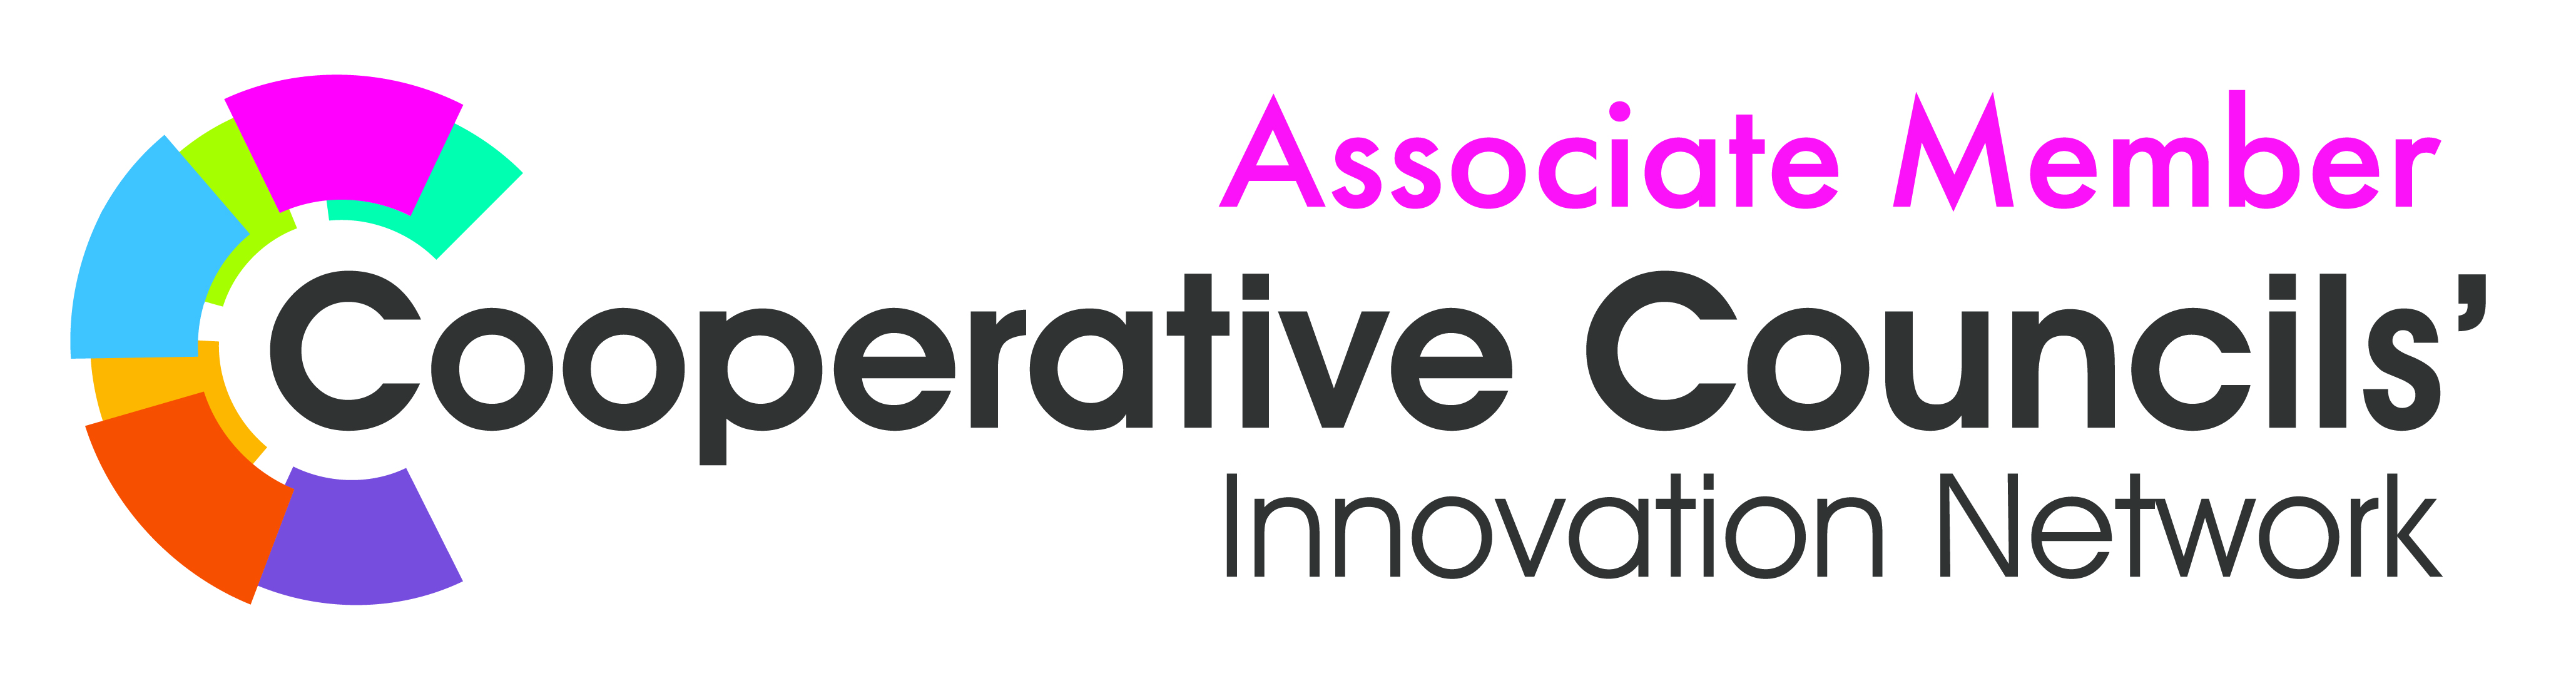 Associate Member
Cooperative Councils’
Innovation Network